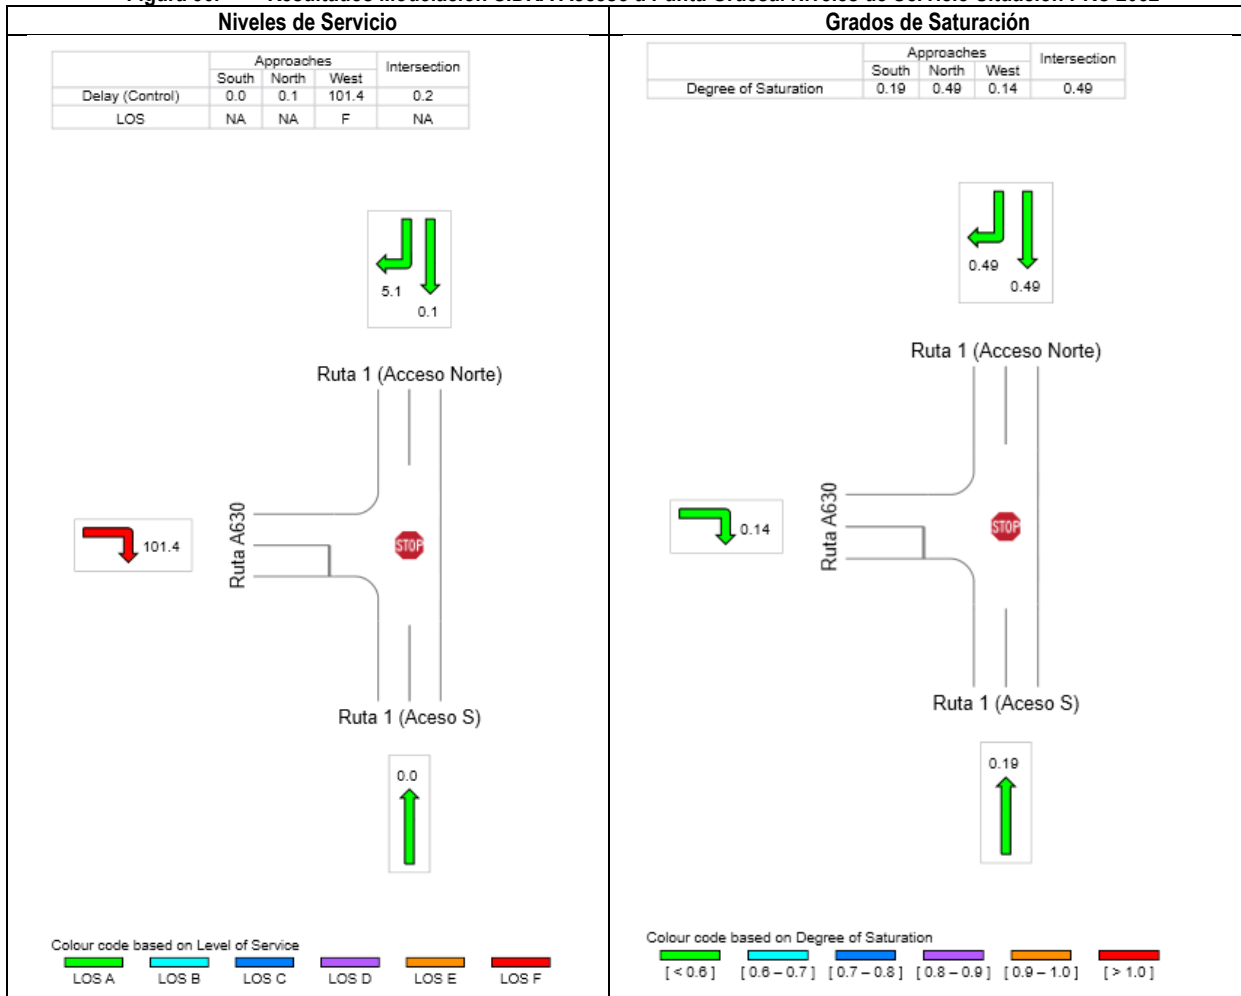 Niveles de Servicio
Approaches Intersection
South North West
Delay (Control) 0.0 0.1 101.4 0.2
LOS NA NA F NA
5.1
0.1
Ruta 1 (Acceso Norte)
Ruta A630
STOP
101.4
Ruta 1 (Aceso S)
0.0
Colour code based on Level of Service
LOS A LOS B LOS C LOS D LOS E LOS F
Grados de Saturación
Approaches Intersection
South North West
Degree of Saturation 0.19 0.49 0.14 0.49
0.49
0.49
Ruta 1 (Acceso Norte)
Ruta A630
STOP
0.14
Ruta 1 (Aceso S)
0.19
Colour code based on Degree of Saturation
[ < 0.6 ] [ 0.6 – 0.7 ] [ 0.7 – 0.8 ] [ 0.8 – 0.9 ] [ 0.9 – 1.0 ] [ > 1.0 ]